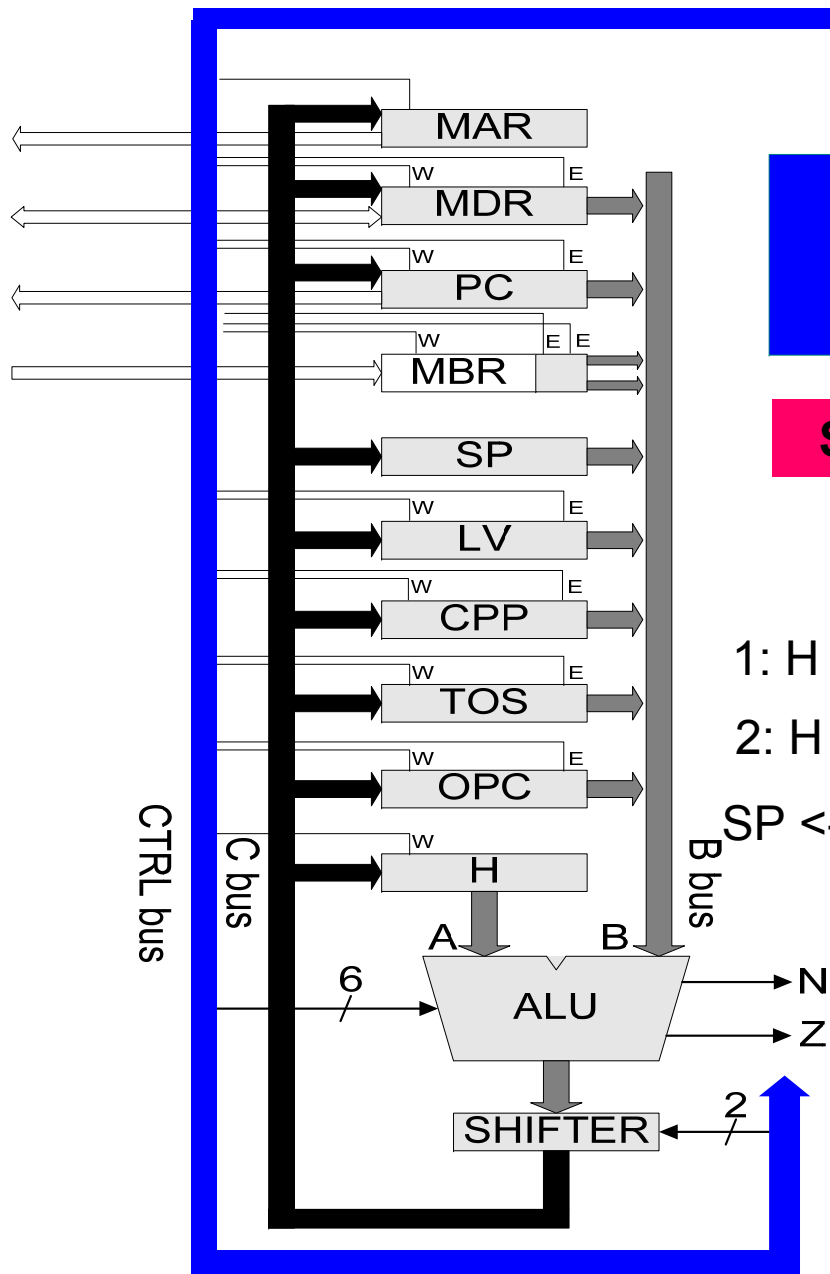 MAR
W E
MDR
W E
PC
W E E
MBR
SP
W E
LV
W E
CPP
W E
TOS
W E
OPC
W
H
A B
ALU
6
N
Z
SHIFTER
2
CTRL bus
C bus
B bus
S
1: H
2: H
SP <-